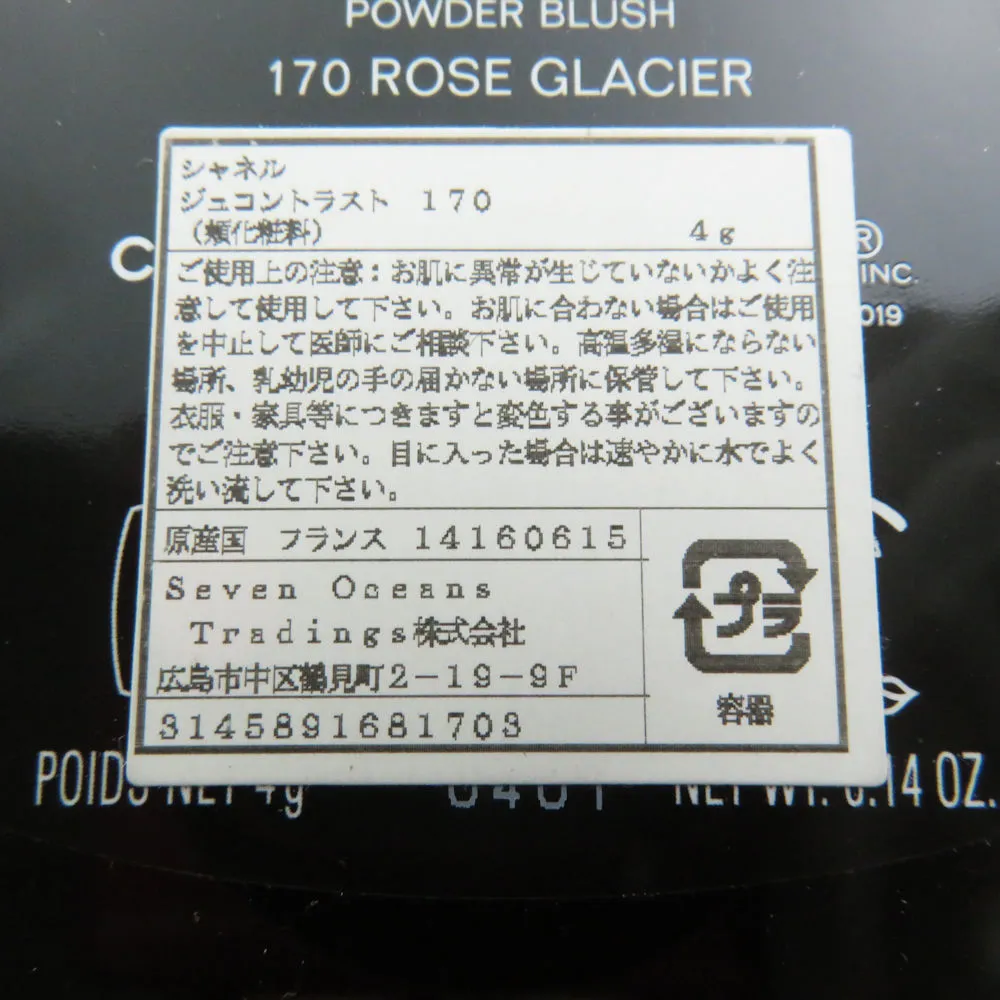 POWDER BLUSH
170 ROSE GLACIER
シャネル
ジュコントラスト 170
(頬化粧料) 4g
C
® INC.
ご使用上の注意：お肌に異常が生じていないかよく注
意して使用して下さい。お肌に合わない場合はご使用
019
を中止して医師にご相談下さい。高温多湿にならない
場所、乳幼児の手の届かない場所に保管して下さい。
衣服・家具等につきますと変色する事がございますの
でご注意下さい。目に入った場合は速やかに水でよく
洗い流して下さい。
原産国 フランス 14160615
Seven Oceans
Tradings株式会社
広島市中区鶴見町2-19-9F
プラ
容器
3145891681703
POIDS NET 4g NET WT. 0.14 OZ.